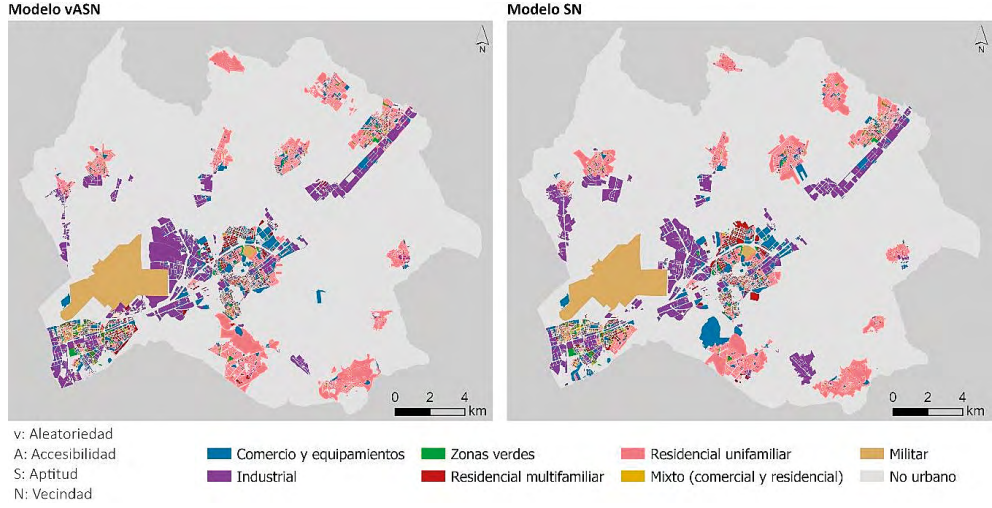 Modelo vASN
Modelo SN
N
N
0 2 4
km
0 2 4
km
v: Aleatoriedad
A: Accesibilidad
S: Aptitud
N: Vecindad
Comercio y equipamientos
Zonas verdes
Residencial unifamiliar
Militar
Industrial
Residencial multifamiliar
Mixto (comercial y residencial)
No urbano